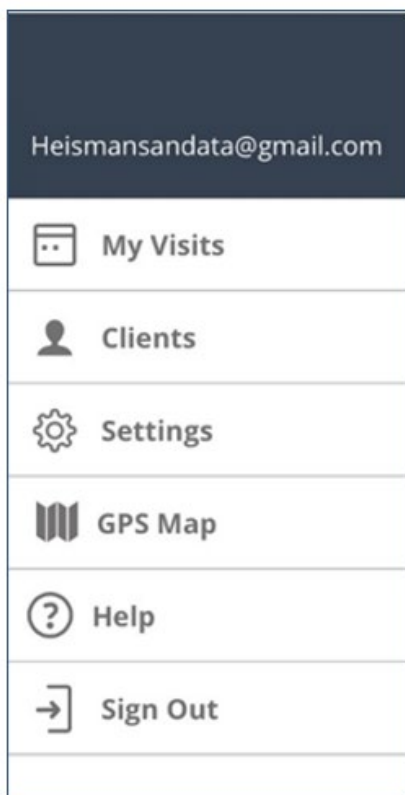 Heismansandata@gmail.com
My Visits
Clients
Settings
GPS Map
Help
Sign Out